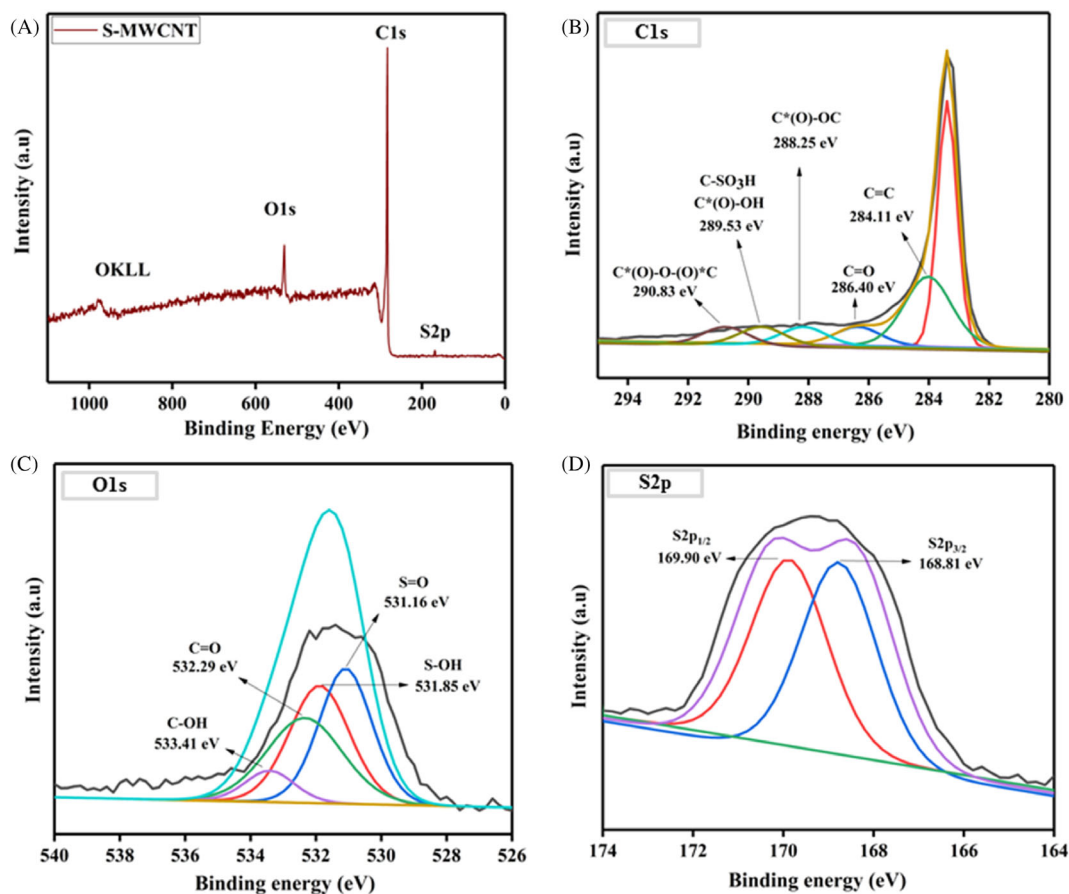 (A)
S-MWCNT
C1s
O1s
OKLL
S2p
Intensity (a.u)
1000 800 600 400 200 0
Binding Energy (eV)
(B)
C1s
C*(O)-OC
288.25 eV
C-SO₃H
C*(O)-OH
289.53 eV
C=C
284.11 eV
C*(O)-O-(O)*C
290.83 eV
C=O
286.40 eV
Intensity (a.u)
294 292 290 288 286 284 282 280
Binding energy (eV)
(C)
O1s
S=O
531.16 eV
C=O
532.29 eV
S-OH
531.85 eV
C-OH
533.41 eV
Intensity (a.u)
540 538 536 534 532 530 528 526
Binding energy (eV)
(D)
S2p
S2p₁/₂
169.90 eV
S2p₃/₂
168.81 eV
Intensity (a.u)
174 172 170 168 166 164
Binding energy (eV)